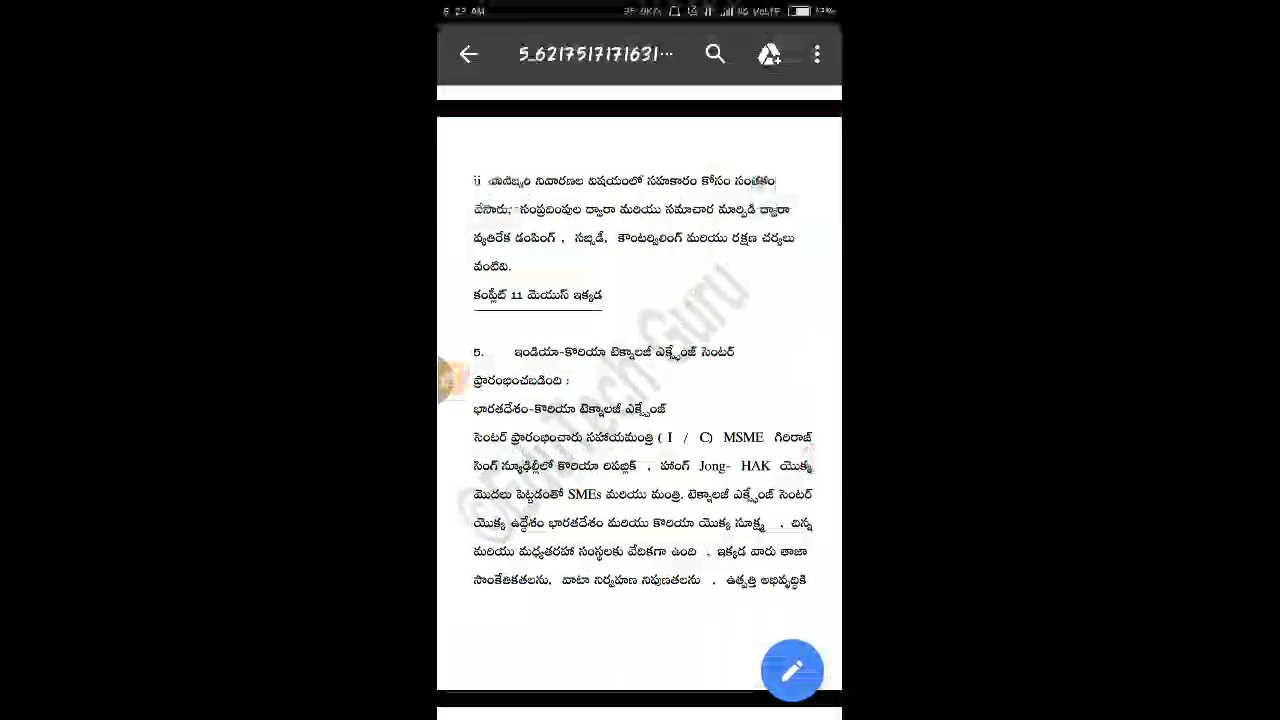 5_6217517171631...
ii నివారణల విషయంలో సహకారం కోసం సంతకం
చేసారు, సంప్రదింపుల ద్వారా మరియు సమాచార మార్పిడి ద్వారా
వ్యతిరేక డంపింగ్ , సబ్సిడీ, కౌంటర్విలింగ్ మరియు రక్షణ చర్యలు
వంటివి.
కంప్లీట్ 11 మెయుస్ ఇక్కడ
5. ఇండియా-కొరియా టెక్నాలజీ ఎక్స్ఛేంజ్ సెంటర్
ప్రారంభించబడింది :
భారతదేశం-కొరియా టెక్నాలజీ ఎక్స్ఛేంజ్
సెంటర్ ప్రారంభించారు సహాయమంత్రి ( I / C) MSME గిరిరాజ్
సింగ్ న్యూఢిల్లీలో కొరియా రిపబ్లిక్ , హాంగ్ Jong- HAK యొక్క
మొదలు పెట్టడంతో SMEs మరియు మంత్రి. టెక్నాలజీ ఎక్స్ఛేంజ్ సెంటర్
యొక్క ఉద్దేశం భారతదేశం మరియు కొరియా యొక్క సూక్ష్మ , చిన్న
మరియు మధ్యతరహా సంస్థలకు వేదికగా ఉంది , ఇక్కడ వారు తాజా
సాంకేతికతలను, వాటా నిర్వహణ నిపుణతలను , ఉత్పత్తి అభివృద్ధికి
©EduTech Guru